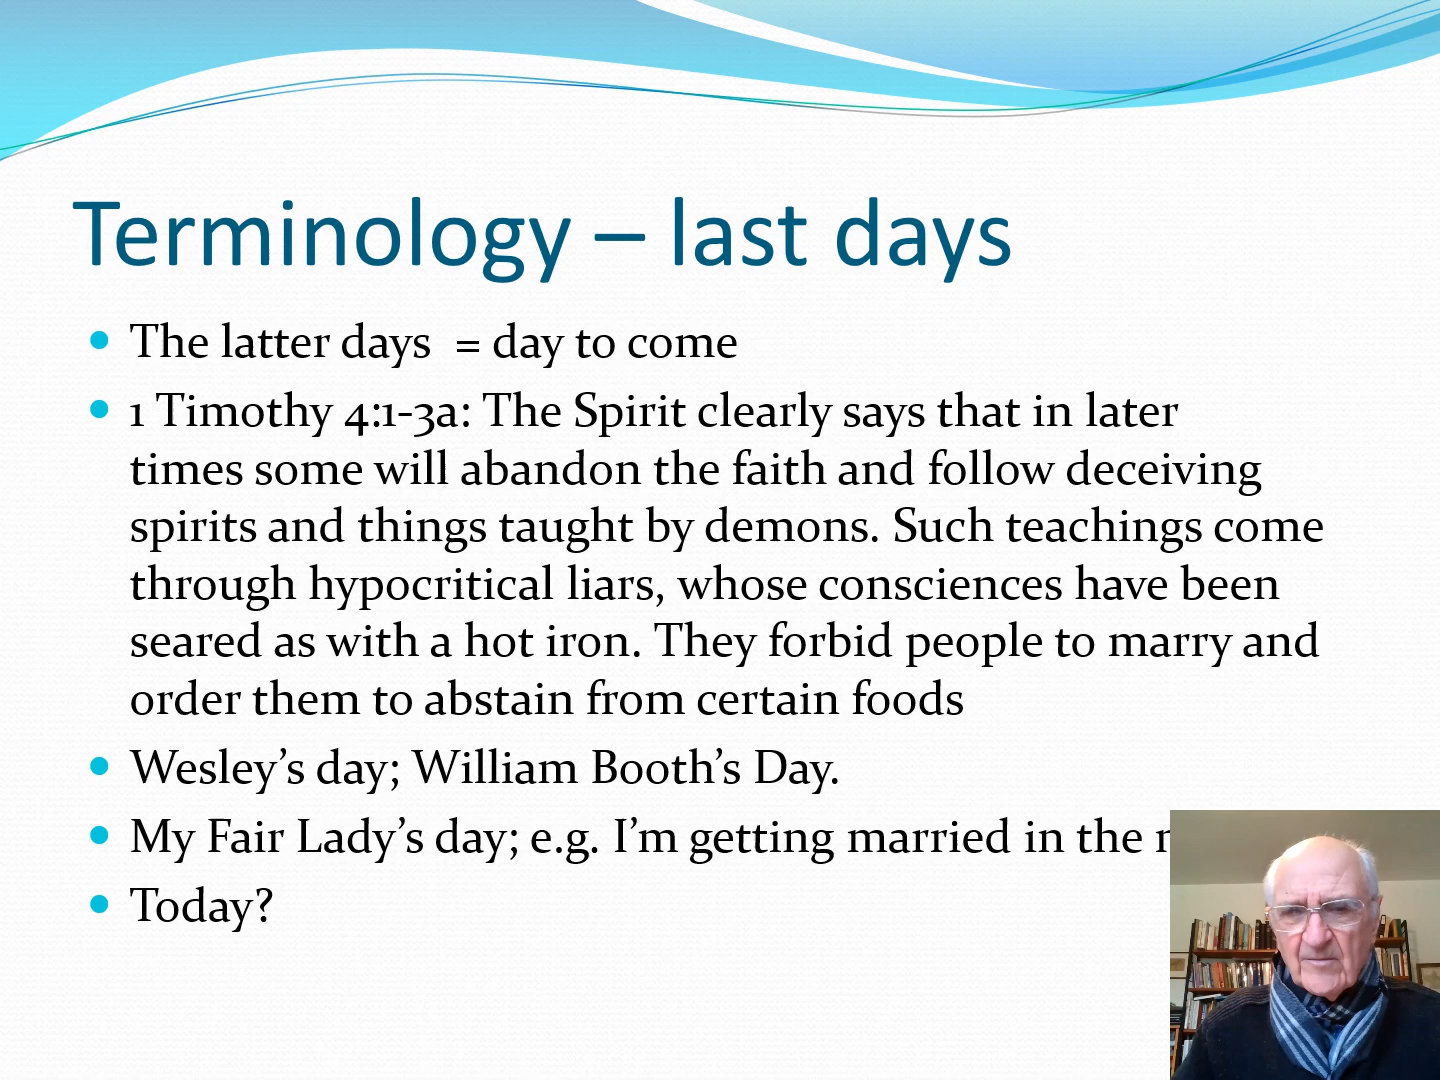 Terminology – last days
• The latter days  = day to come
• 1 Timothy 4:1-3a: The Spirit clearly says that in later
times some will abandon the faith and follow deceiving
spirits and things taught by demons. Such teachings come
through hypocritical liars, whose consciences have been
seared as with a hot iron. They forbid people to marry and
order them to abstain from certain foods
• Wesley’s day; William Booth’s Day.
• My Fair Lady’s day; e.g. I’m getting married in the
• Today?